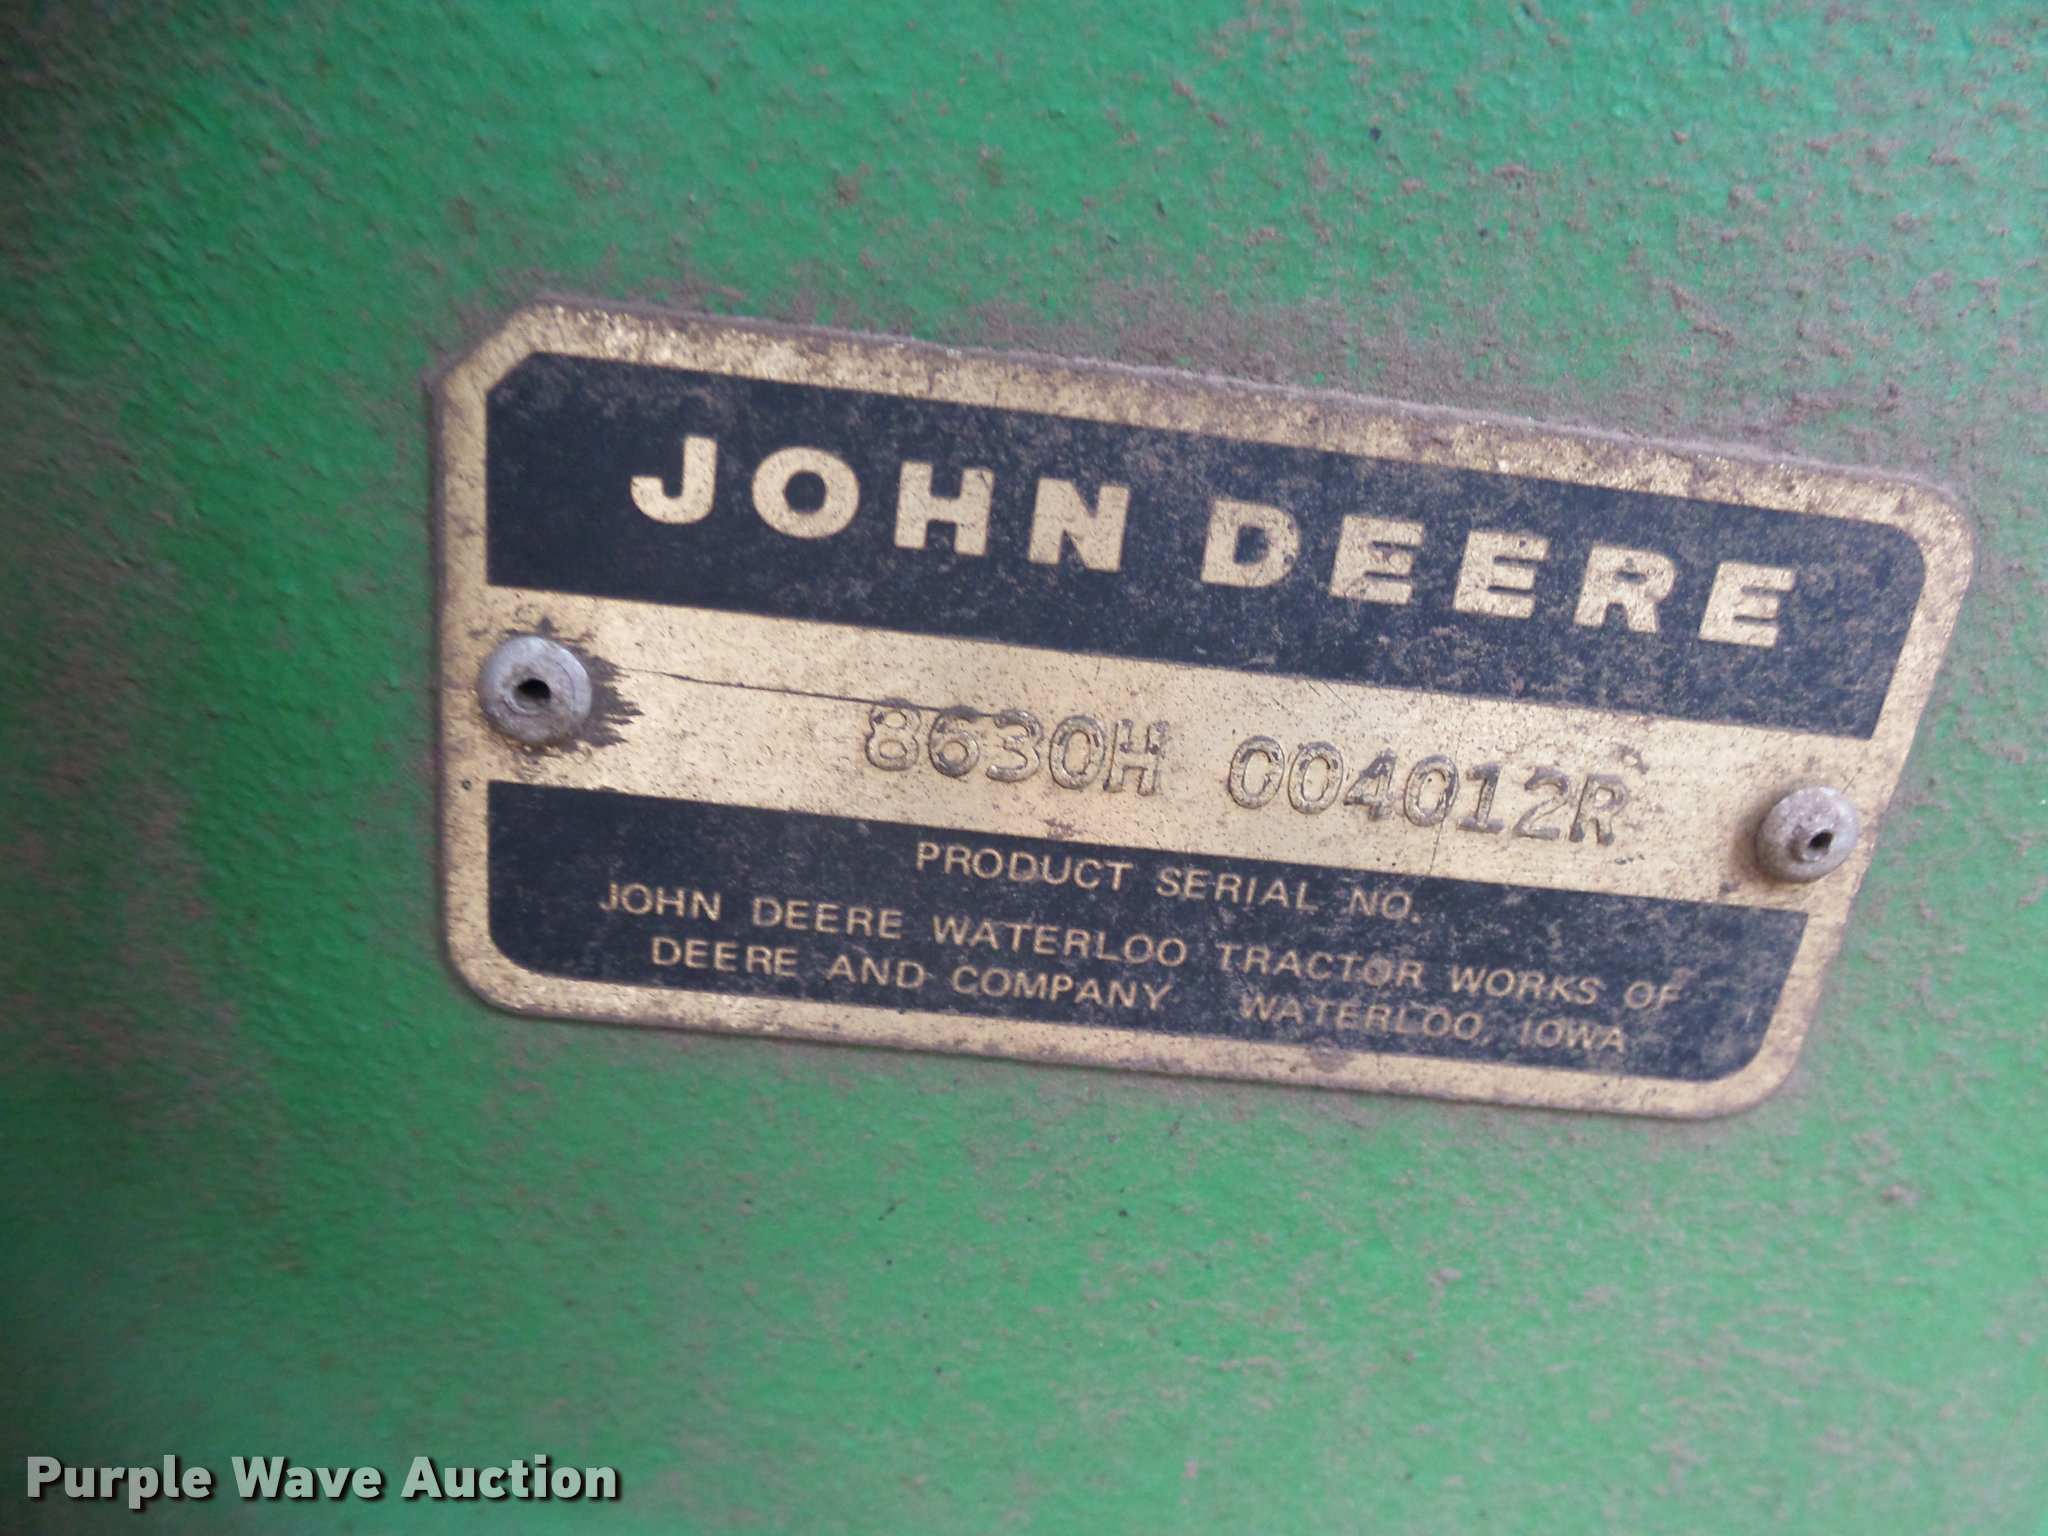 JOHN DEERE
8630H 004012R
PRODUCT SERIAL NO.
JOHN DEERE WATERLOO TRACTOR WORKS OF
DEERE AND COMPANY WATERLOO, IOWA
Purple Wave Auction